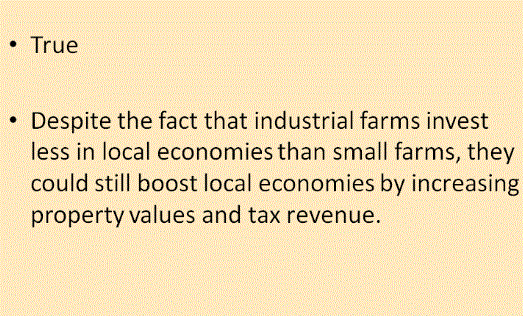 • True
• Despite the fact that industrial farms invest
less in local economies than small farms, they
could still boost local economies by increasing
property values and tax revenue.